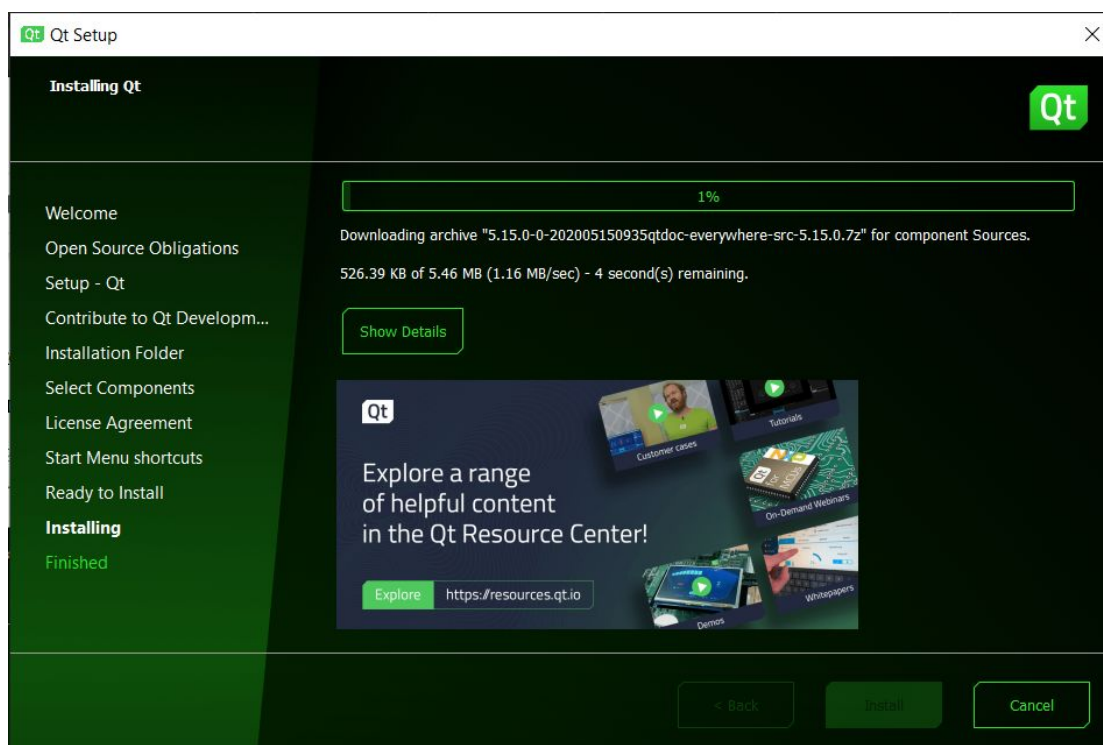 Qt Qt Setup
Installing Qt
Qt
Welcome
Open Source Obligations
Setup - Qt
Contribute to Qt Developm...
Installation Folder
Select Components
License Agreement
Start Menu shortcuts
Ready to Install
Installing
Finished
1%
Downloading archive "5.15.0-0-202005150935qtdoc-everywhere-src-5.15.0.7z" for component Sources.
526.39 KB of 5.46 MB (1.16 MB/sec) - 4 second(s) remaining.
Show Details
Qt
Explore a range
of helpful content
in the Qt Resource Center!
Explore https://resources.qt.io
Customer cases
Tutorials
Qt for MCUs
On-Demand Webinars
Whitepapers
Demos
< Back Install Cancel